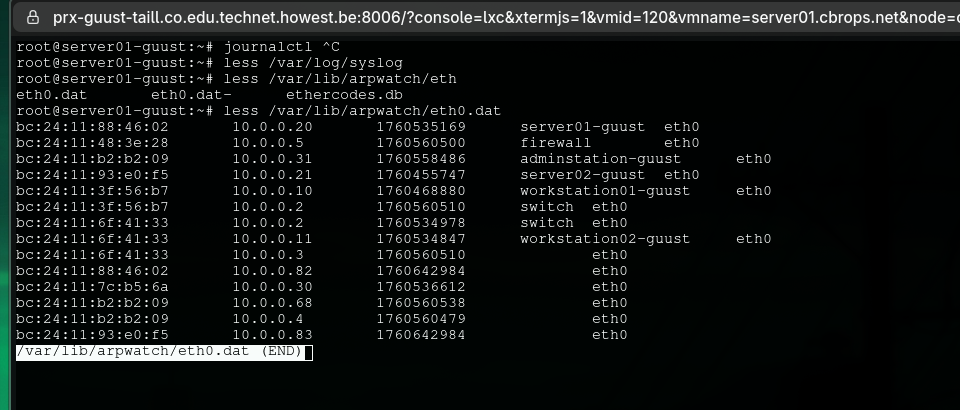 prx-guust-taill.co.edu.technet.howest.be:8006/?console=lxc&xtermjs=1&vmid=120&vmname=server01.cbrops.net&node=
root@server01-guust:~# journalctl ^C
root@server01-guust:~# less /var/log/syslog
root@server01-guust:~# less /var/lib/arpwatch/eth
eth0.dat eth0.dat- ethercodes.db
root@server01-guust:~# less /var/lib/arpwatch/eth0.dat
bc:24:11:88:46:02 10.0.0.20 1760535169 server01-guust eth0
bc:24:11:48:3e:28 10.0.0.5 1760560500 firewall eth0
bc:24:11:b2:b2:09 10.0.0.31 1760558486 adminstation-guust eth0
bc:24:11:93:e0:f5 10.0.0.21 1760455747 server02-guust eth0
bc:24:11:3f:56:b7 10.0.0.10 1760468880 workstation01-guust eth0
bc:24:11:3f:56:b7 10.0.0.2 1760560510 switch eth0
bc:24:11:6f:41:33 10.0.0.2 1760534978 switch eth0
bc:24:11:6f:41:33 10.0.0.11 1760534847 workstation02-guust eth0
bc:24:11:6f:41:33 10.0.0.3 1760560510 eth0
bc:24:11:88:46:02 10.0.0.82 1760642984 eth0
bc:24:11:7c:b5:6a 10.0.0.30 1760536612 eth0
bc:24:11:b2:b2:09 10.0.0.68 1760560538 eth0
bc:24:11:b2:b2:09 10.0.0.4 1760560479 eth0
bc:24:11:93:e0:f5 10.0.0.83 1760642984 eth0
/var/lib/arpwatch/eth0.dat (END)